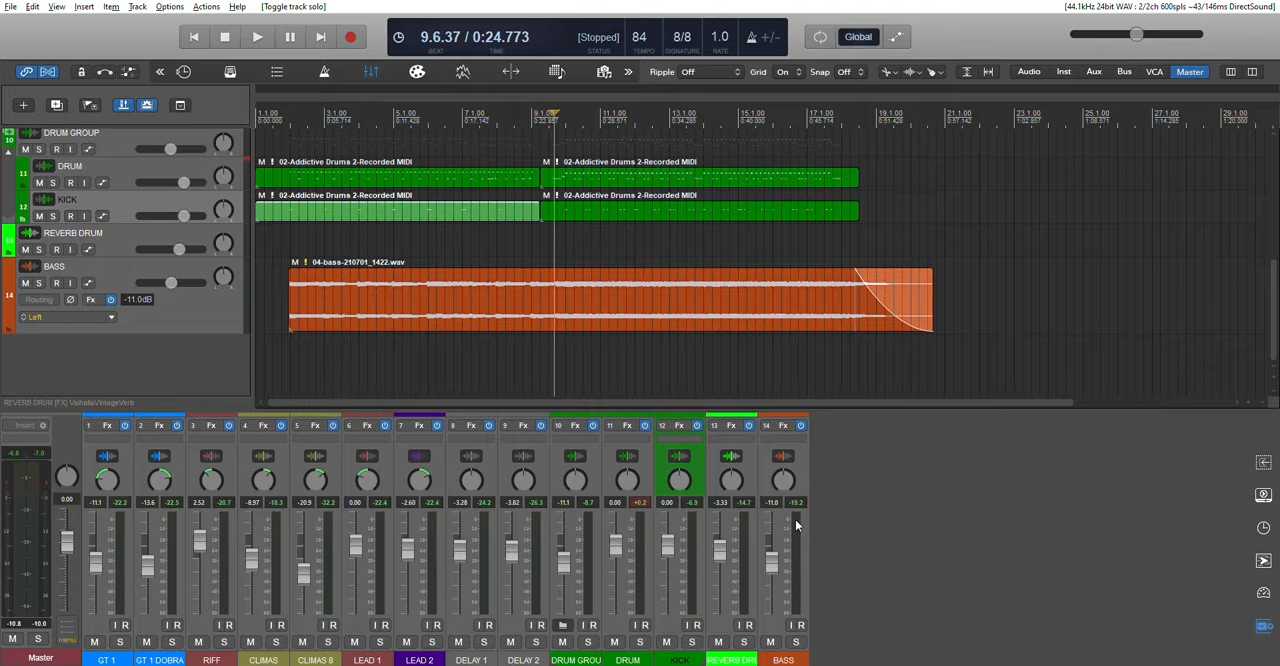 File Edit View Insert Item Track Options Actions Help [Toggle track solo] [44.1kHz 24bit WAV : 2/2ch 600spls ~43/146ms DirectSound]
9.6.37 / 0:24.773 [Stopped] 84 8/8 1.0 +/- Global
BEAT TIME STATUS TEMPO SIGNATURE RATE
Ripple Off Grid On Snap Off Audio Inst Aux Bus VCA Master
1.1.00 3.1.00 5.1.00 7.1.00 9.1.00 11.1.00 13.1.00 15.1.00 17.1.00 19.1.00 21.1.00 23.1.00 25.1.00 27.1.00 29.1.00
0:00.000 0:05.714 0:11.428 0:17.142 0:22.857 0:28.571 0:34.285 0:40.000 0:45.714 0:51.428 0:57.142 1:02.857 1:08.571 1:14.285 1:20.000
10 DRUM GROUP
M S R I
M ! 02-Addictive Drums 2-Recorded MIDI M ! 02-Addictive Drums 2-Recorded MIDI
11 DRUM
M S R I
M ! 02-Addictive Drums 2-Recorded MIDI M ! 02-Addictive Drums 2-Recorded MIDI
12 KICK
M S R I
13 REVERB DRUM
M S R I
M ! 04-bass-210701_1422.wav
14 BASS
M S R I
Routing Ø Fx -11.0dB
Left
REVERB DRUM [FX] ValhallaVintageVerb
Insert 1 Fx 2 Fx 3 Fx 4 Fx 5 Fx 6 Fx 7 Fx 8 Fx 9 Fx 10 Fx 11 Fx 12 Fx 13 Fx 14 Fx
-6.8 -7.0
0.00 -11.1 -22.2 -13.6 -22.5 2.52 -20.7 -8.97 -18.3 -20.9 -32.2 0.00 -22.4 -2.60 -22.4 -3.28 -24.2 -3.82 -26.3 -11.1 -8.7 0.00 +0.2 0.00 -6.9 -3.33 -14.7 -11.0 -19.2
-10.8 -10.0 menu I R I R I R I R I R I R I R I R I R I R I R I R I R I R
M S M S M S M S M S M S M S M S M S M S M S M S M S M S M S
Master GT 1 GT 1 DOBRA RIFF CLIMAS CLIMAS 8 LEAD 1 LEAD 2 DELAY 1 DELAY 2 DRUM GROU DRUM KICK REVERB DRI BASS